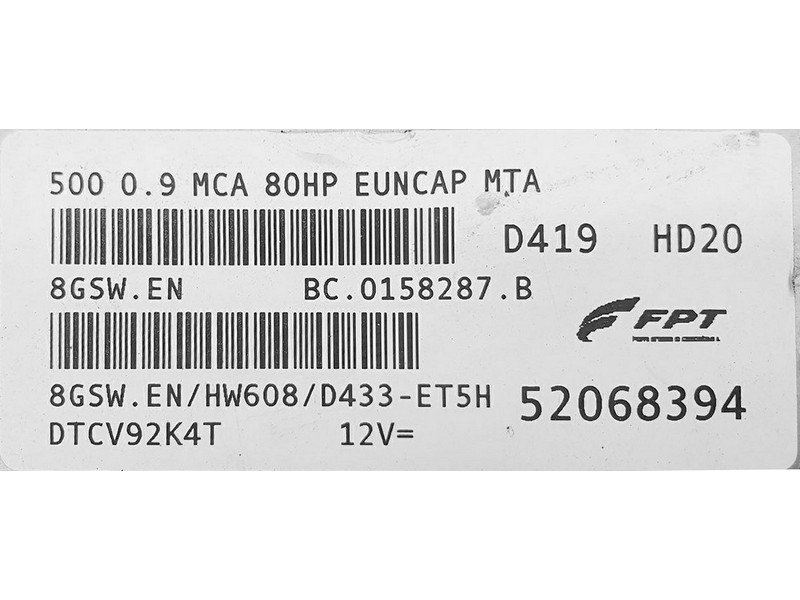 500 0.9 MCA 80HP EUNCAP MTA
D419 HD20
8GSW.EN BC.0158287.B
FPT
8GSW.EN/HW608/D433-ET5H
52068394
DTCV92K4T 12V=